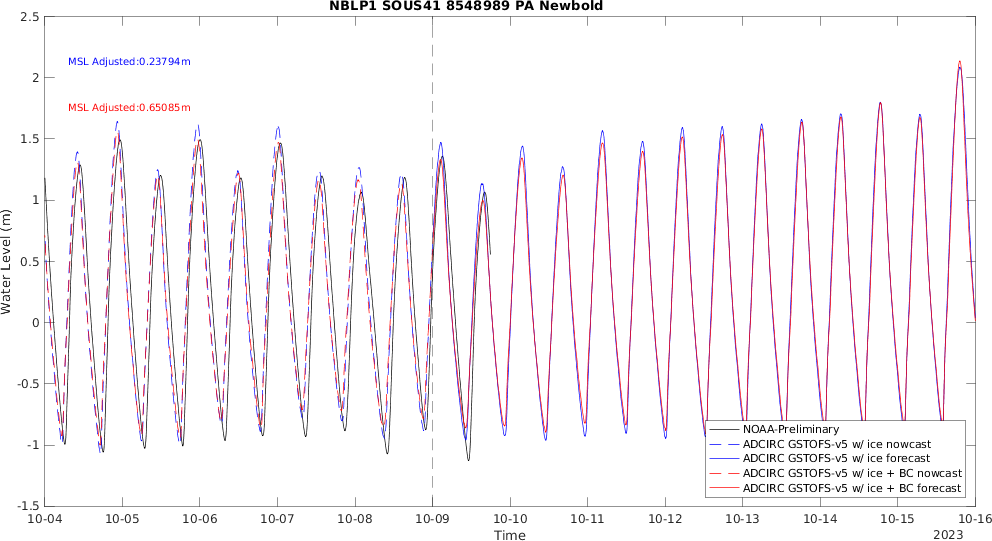 NBLP1 SOUS41 8548989 PA Newbold
MSL Adjusted:0.23794m
MSL Adjusted:0.65085m
Water Level (m)
2.5
2
1.5
1
0.5
0
-0.5
-1
-1.5
NOAA-Preliminary
ADCIRC GSTOFS-v5 w/ ice nowcast
ADCIRC GSTOFS-v5 w/ ice forecast
ADCIRC GSTOFS-v5 w/ ice + BC nowcast
ADCIRC GSTOFS-v5 w/ ice + BC forecast
10-04 10-05 10-06 10-07 10-08 10-09 10-10 10-11 10-12 10-13 10-14 10-15 10-16
Time
2023